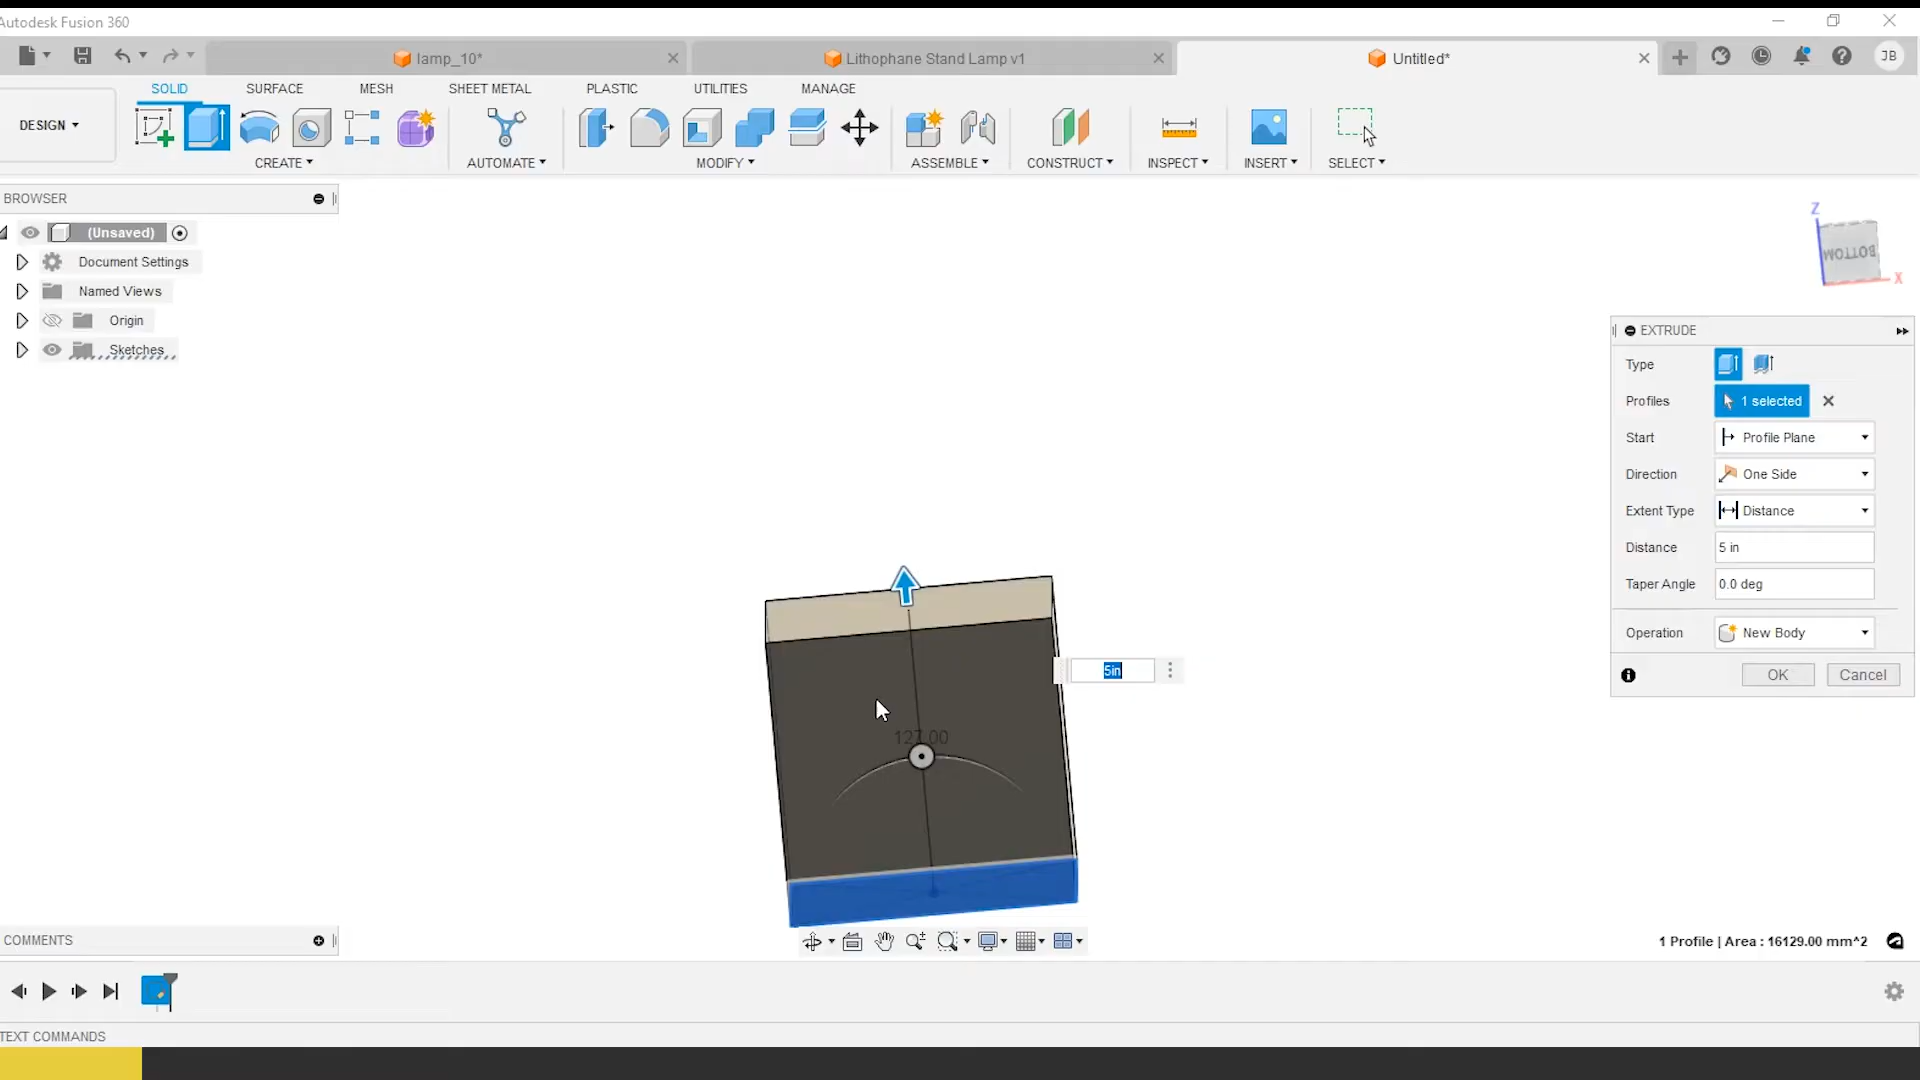 Autodesk Fusion 360
lamp_10*
Lithophane Stand Lamp v1
Untitled*
JB
SOLID
SURFACE
MESH
SHEET METAL
PLASTIC
UTILITIES
MANAGE
DESIGN
CREATE
AUTOMATE
MODIFY
ASSEMBLE
CONSTRUCT
INSPECT
INSERT
SELECT
BROWSER
(Unsaved)
Document Settings
Named Views
Origin
Sketches
Z
BOTTOM
X
EXTRUDE
Type
Profiles 1 selected
Start Profile Plane
Direction One Side
Extent Type Distance
Distance 5 in
Taper Angle 0.0 deg
Operation New Body
OK Cancel
5in
127.00
COMMENTS
1 Profile | Area : 16129.00 mm^2
TEXT COMMANDS